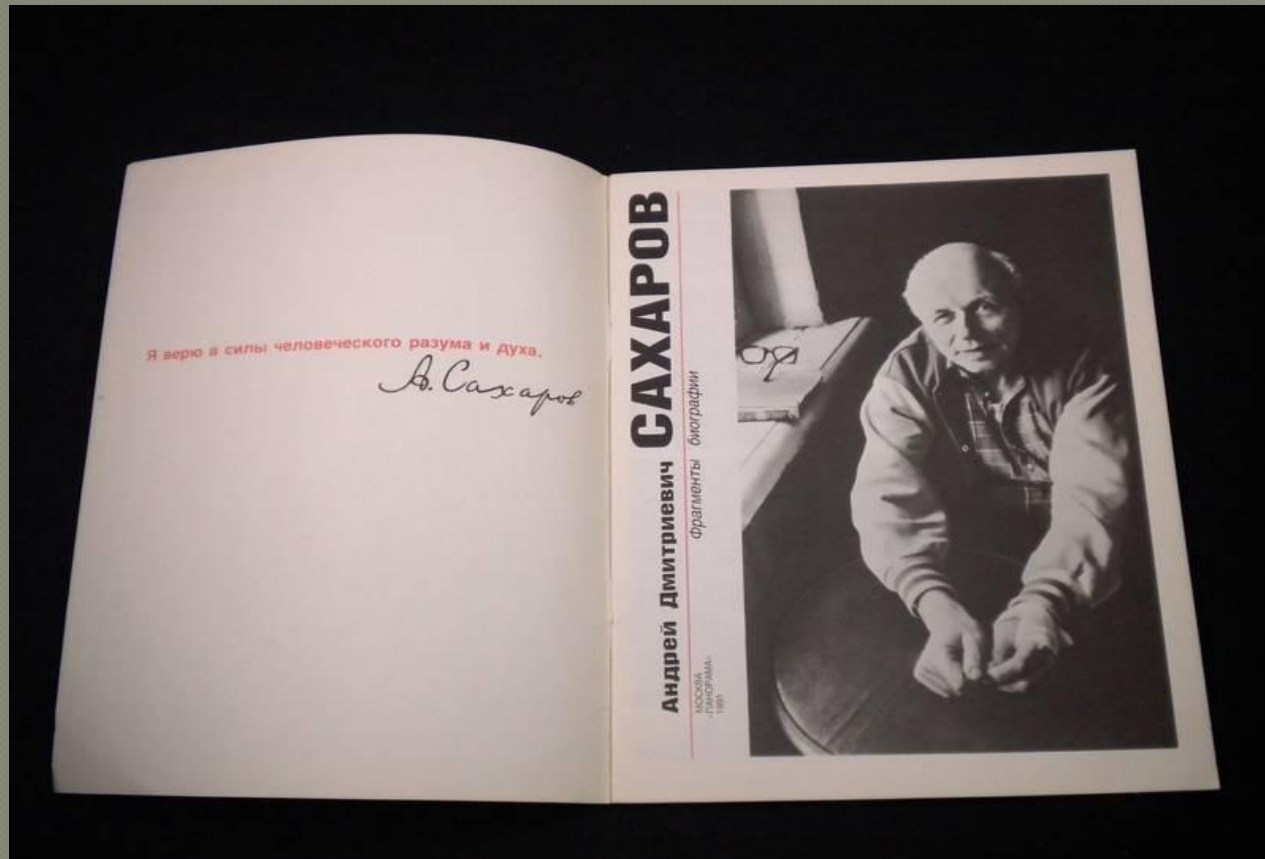 Я верю в силы человеческого разума и духа.
А. Сахаров
Андрей Дмитриевич САХАРОВ
Фрагменты биографии
МОСКВА
«ПАНОРАМА»
1991